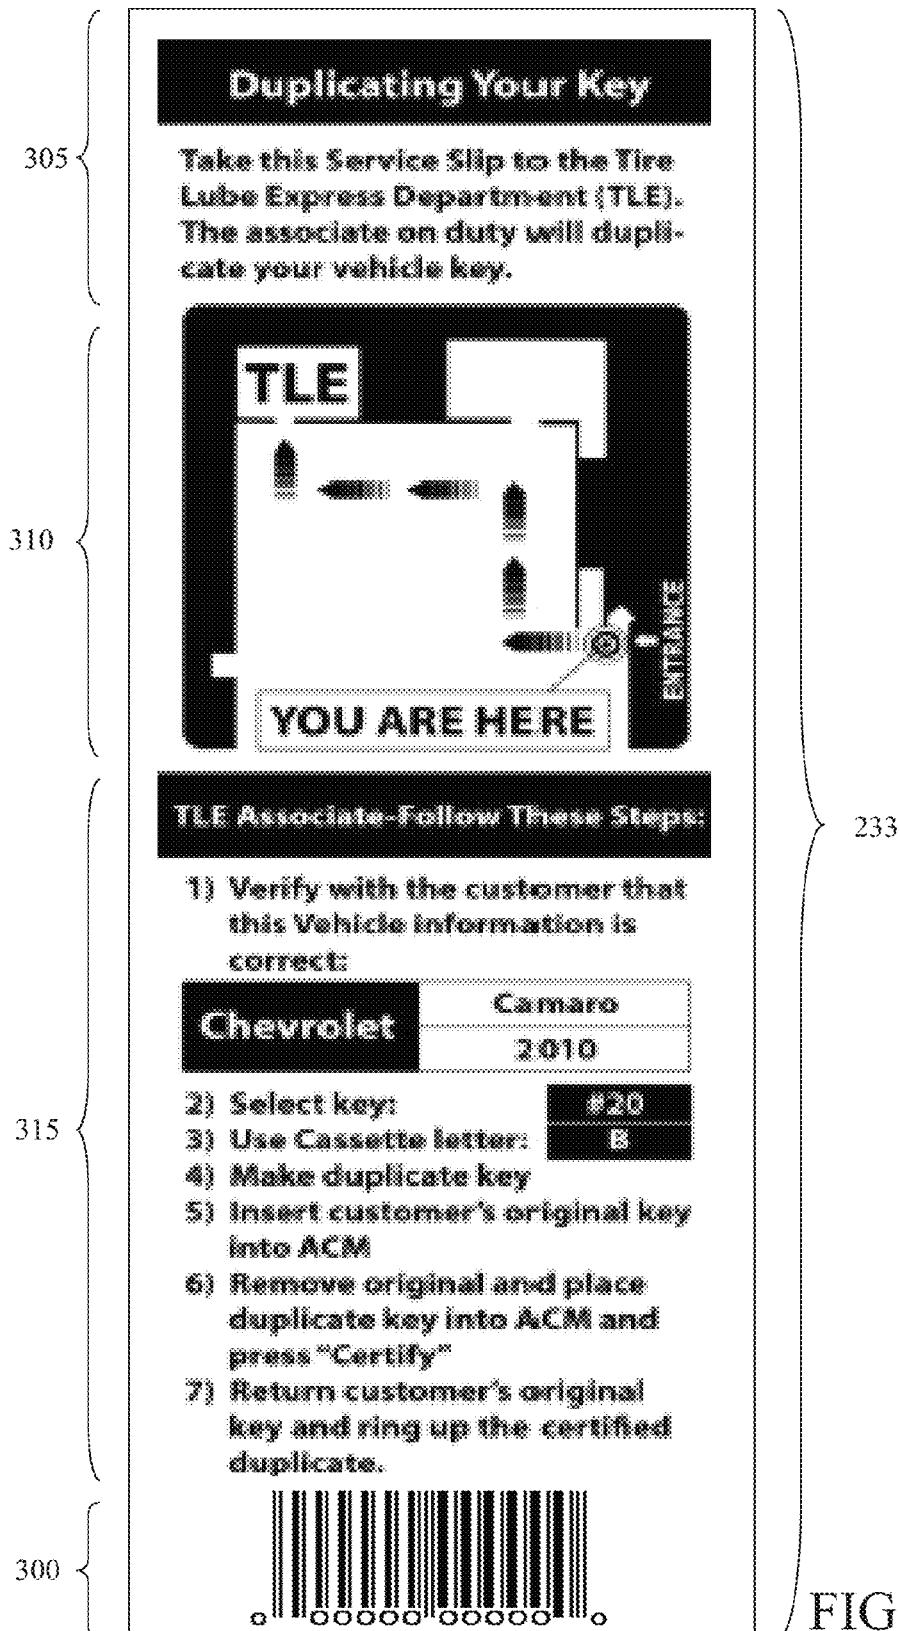 Duplicating Your Key
305
Take this Service Slip to the Tire
Lube Express Department (TLE).
The associate on duty will dupli-
cate your vehicle key.
310
TLE
ENTRANCE
YOU ARE HERE
233
315
TLE Associate-Follow These Steps:
1) Verify with the customer that
this Vehicle Information is
correct:
Chevrolet
Camaro
2010
2) Select key: #20
3) Use Cassette letter: B
4) Make duplicate key
5) Insert customer's original key
into ACM
6) Remove original and place
duplicate key into ACM and
press "Certify"
7) Return customer's original
key and ring up the certified
duplicate.
300
0 00000 00000 0
FIG